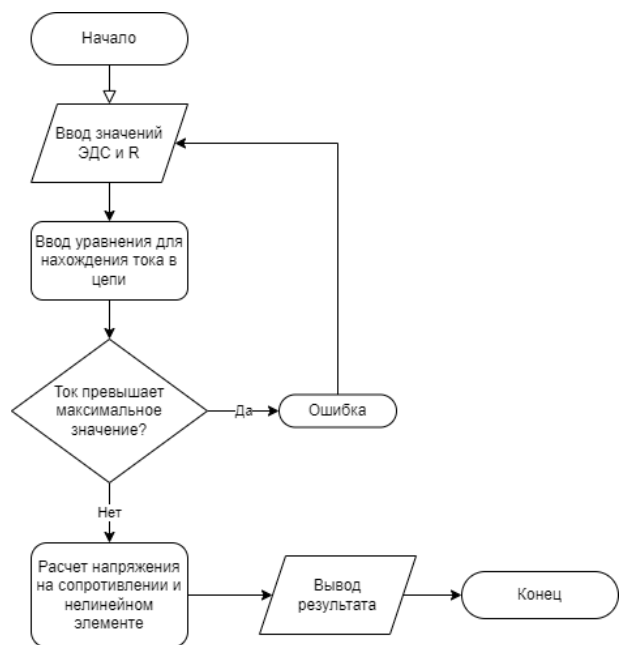 Начало
Ввод значений
ЭДС и R
Ввод уравнения для
нахождения тока в
цепи
Ток превышает
максимальное
значение?
Да
Ошибка
Нет
Расчет напряжения
на сопротивлении и
нелинейном
элементе
Вывод
результата
Конец